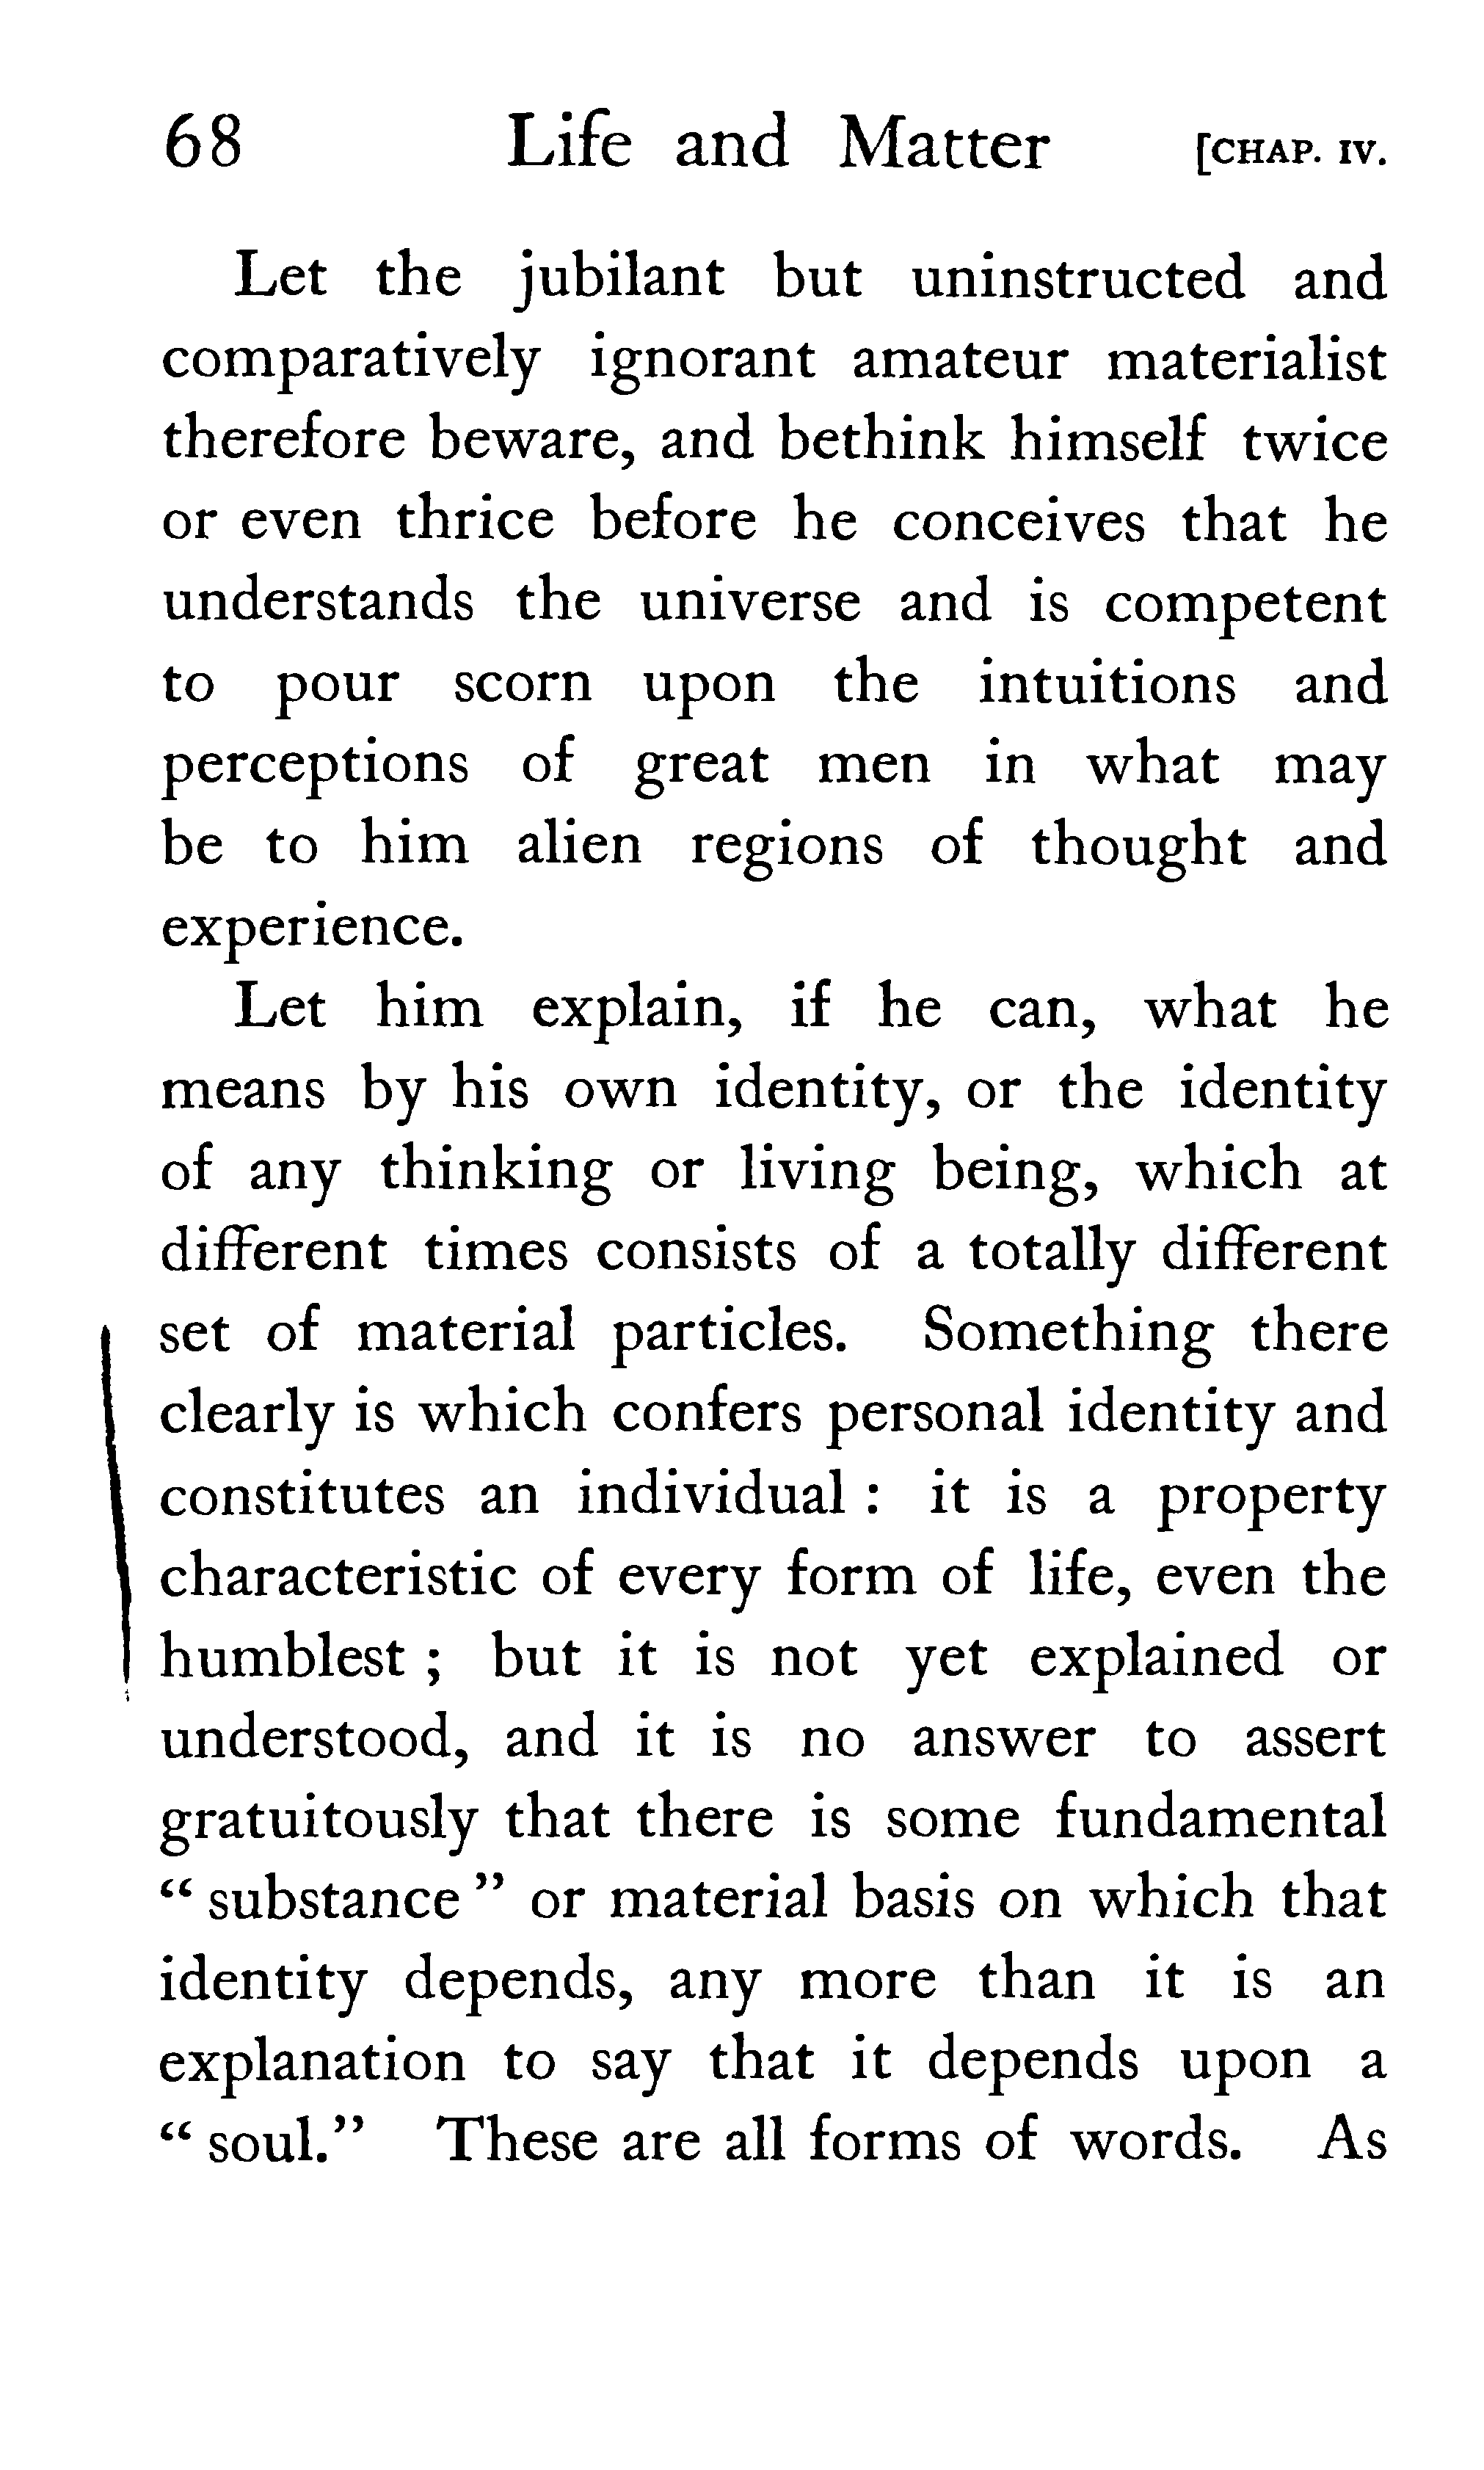 68 Life and Matter [CHAP. IV.
Let the jubilant but uninstructed and
comparatively ignorant amateur materialist
therefore beware, and bethink himself twice
or even thrice before he conceives that he
understands the universe and is competent
to pour scorn upon the intuitions and
perceptions of great men in what may
be to him alien regions of thought and
experience.
Let him explain, if he can, what he
means by his own identity, or the identity
of any thinking or living being, which at
different times consists of a totally different
set of material particles. Something there
clearly is which confers personal identity and
constitutes an individual : it is a property
characteristic of every form of life, even the
humblest ; but it is not yet explained or
understood, and it is no answer to assert
gratuitously that there is some fundamental
“ substance ” or material basis on which that
identity depends, any more than it is an
explanation to say that it depends upon a
“ soul.” These are all forms of words. As